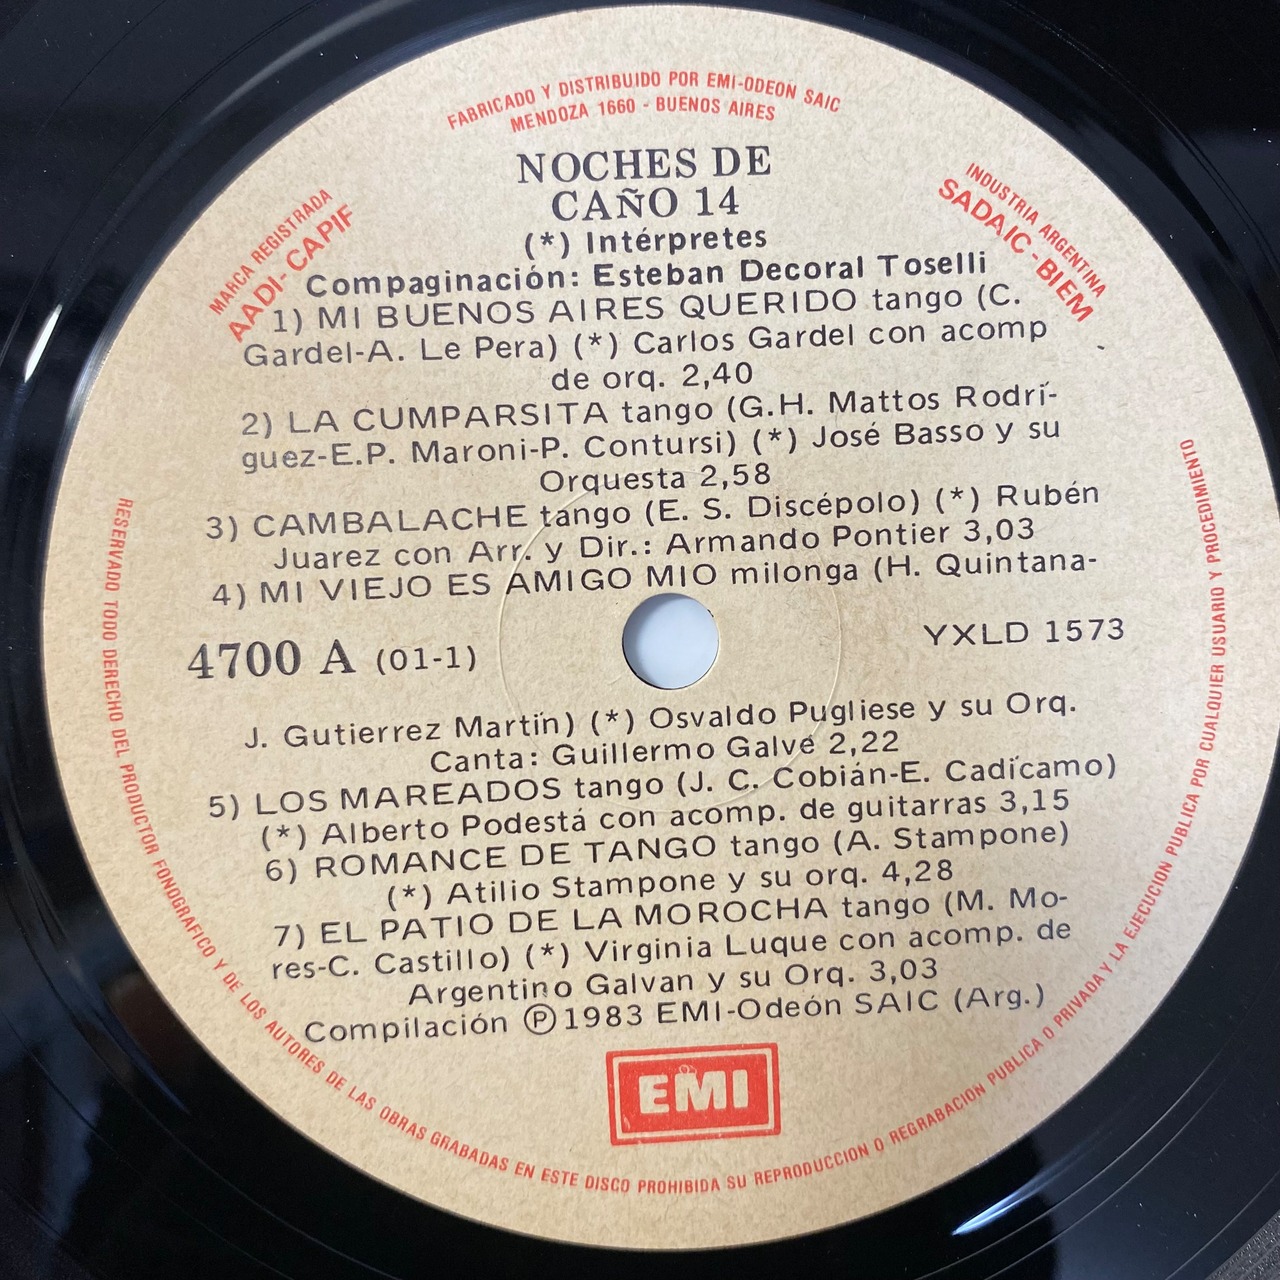 FABRICADO Y DISTRIBUIDO POR EMI-ODEON SAIC
MENDOZA 1660 - BUENOS AIRES
MARCA REGISTRADA
AADI-CAPIF
INDUSTRIA ARGENTINA
SADAIC-BIEM
NOCHES DE
CAÑO 14
(*) Intérpretes
Compaginación: Esteban Decoral Toselli
1) MI BUENOS AIRES QUERIDO tango (C.
Gardel-A. Le Pera) (*) Carlos Gardel con acomp
de orq. 2,40
2) LA CUMPARSITA tango (G.H. Mattos Rodrí-
guez-E.P. Maroni-P. Contursi) (*) José Basso y su
Orquesta 2,58
3) CAMBALACHE tango (E. S. Discépolo) (*) Rubén
Juarez con Arr. y Dir.: Armando Pontier 3,03
4) MI VIEJO ES AMIGO MIO milonga (H. Quintana-
4700 A (01-1)
YXLD 1573
J. Gutierrez Martín) (*) Osvaldo Pugliese y su Orq.
Canta: Guillermo Galvé 2,22
5) LOS MAREADOS tango (J. C. Cobián-E. Cadícamo)
(*) Alberto Podestá con acomp. de guitarras 3,15
6) ROMANCE DE TANGO tango (A. Stampone)
(*) Atilio Stampone y su orq. 4,28
7) EL PATIO DE LA MOROCHA tango (M. Mo-
res-C. Castillo) (*) Virginia Luque con acomp. de
Argentino Galvan y su Orq. 3,03
Compilación ℗ 1983 EMI-Odeón SAIC (Arg.)
EMI
RESERVADO TODO DERECHO DEL PRODUCTOR FONOGRAFICO Y DE LOS AUTORES DE LAS OBRAS GRABADAS EN ESTE DISCO PROHIBIDA SU REPRODUCCION O REGRABACION PUBLICA O PRIVADA Y LA EJECUCION PUBLICA POR CUALQUIER USUARIO Y PROCEDIMIENTO